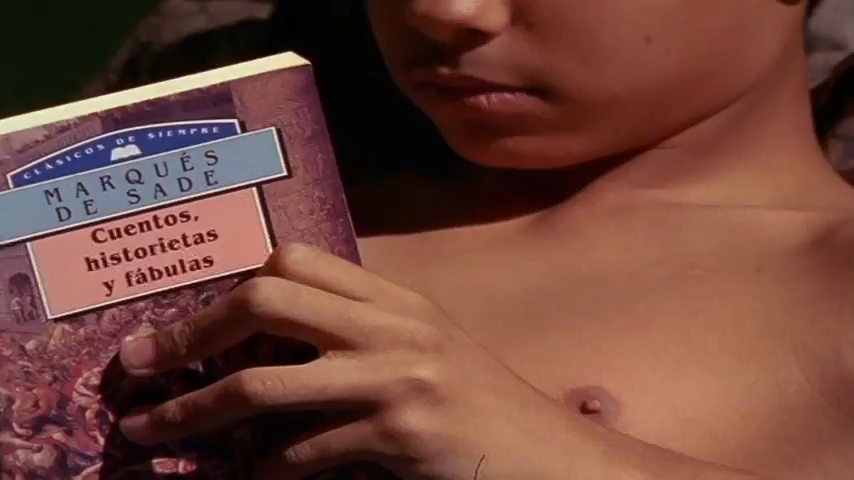 CLÁSICOS DE SIEMPRE
MARQUÉS
DE SADE
Cuentos,
historietas
y fábulas